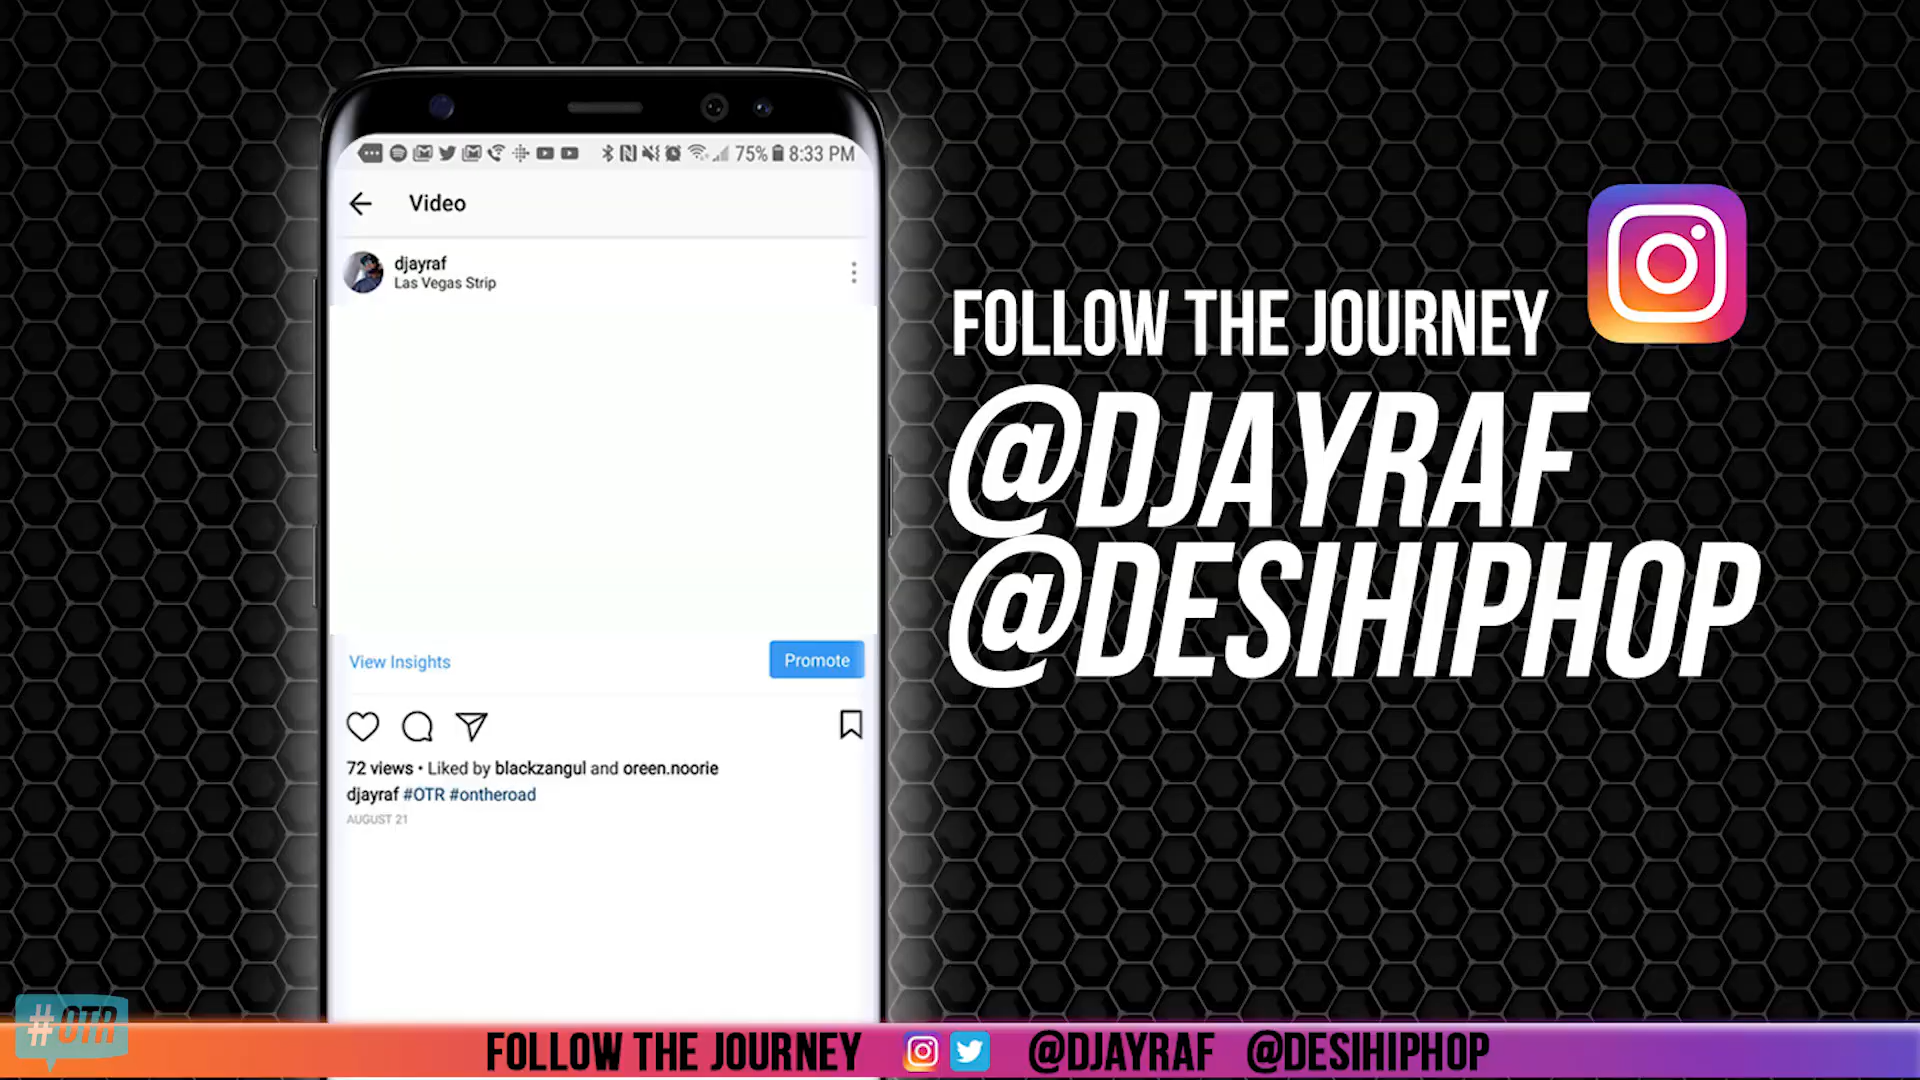 75% 8:33 PM
Video
djayraf
Las Vegas Strip
View Insights
Promote
72 views • Liked by blackzangul and oreen.noorie
djayraf #OTR #ontheroad
AUGUST 21
FOLLOW THE JOURNEY
@DJAYRAF
@DESIHIPHOP
#OTR
FOLLOW THE JOURNEY @DJAYRAF @DESIHIPHOP